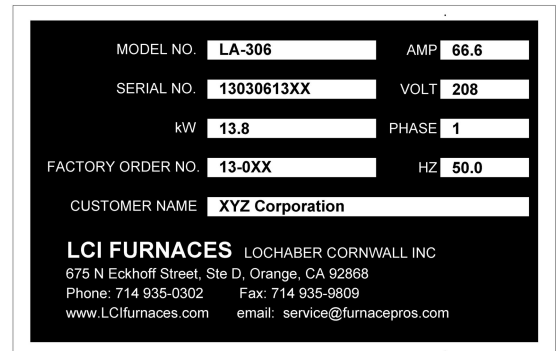 MODEL NO. LA-306 AMP 66.6
SERIAL NO. 13030613XX VOLT 208
kW 13.8 PHASE 1
FACTORY ORDER NO. 13-0XX HZ 50.0
CUSTOMER NAME XYZ Corporation
LCI FURNACES LOCHABER CORNWALL INC
675 N Eckhoff Street, Ste D, Orange, CA 92868
Phone: 714 935-0302 Fax: 714 935-9809
www.LCIfurnaces.com email: service@furnacepros.com